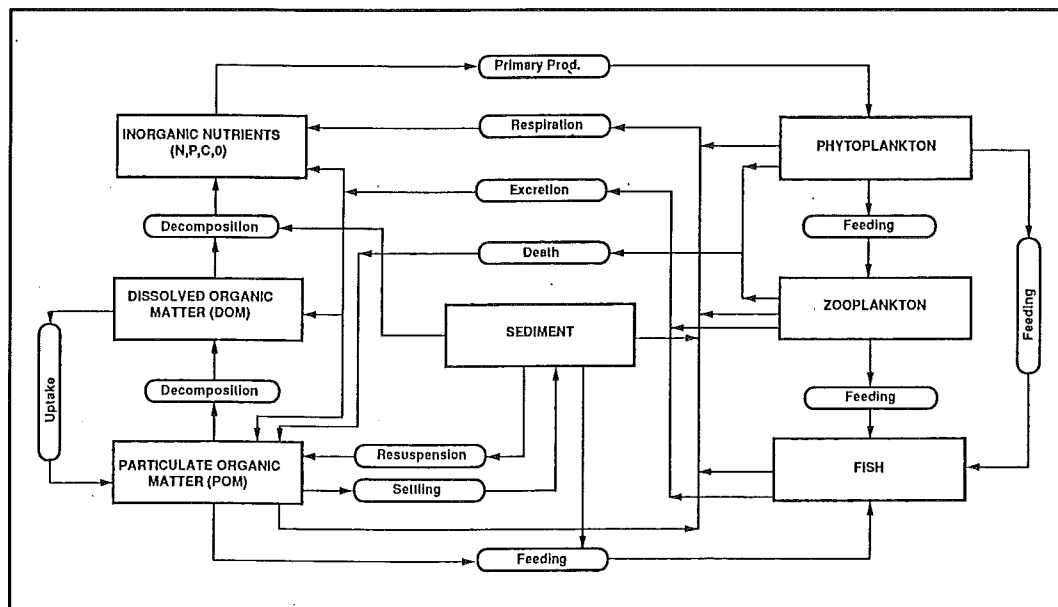 Primary Prod.
INORGANIC NUTRIENTS
(N,P,C,0)
Respiration
PHYTOPLANKTON
Excretion
Decomposition
Feeding
Death
DISSOLVED ORGANIC
MATTER (DOM)
ZOOPLANKTON
SEDIMENT
Feeding
Uptake
Decomposition
Feeding
Resuspension
PARTICULATE ORGANIC
MATTER (POM)
FISH
Settling
Feeding